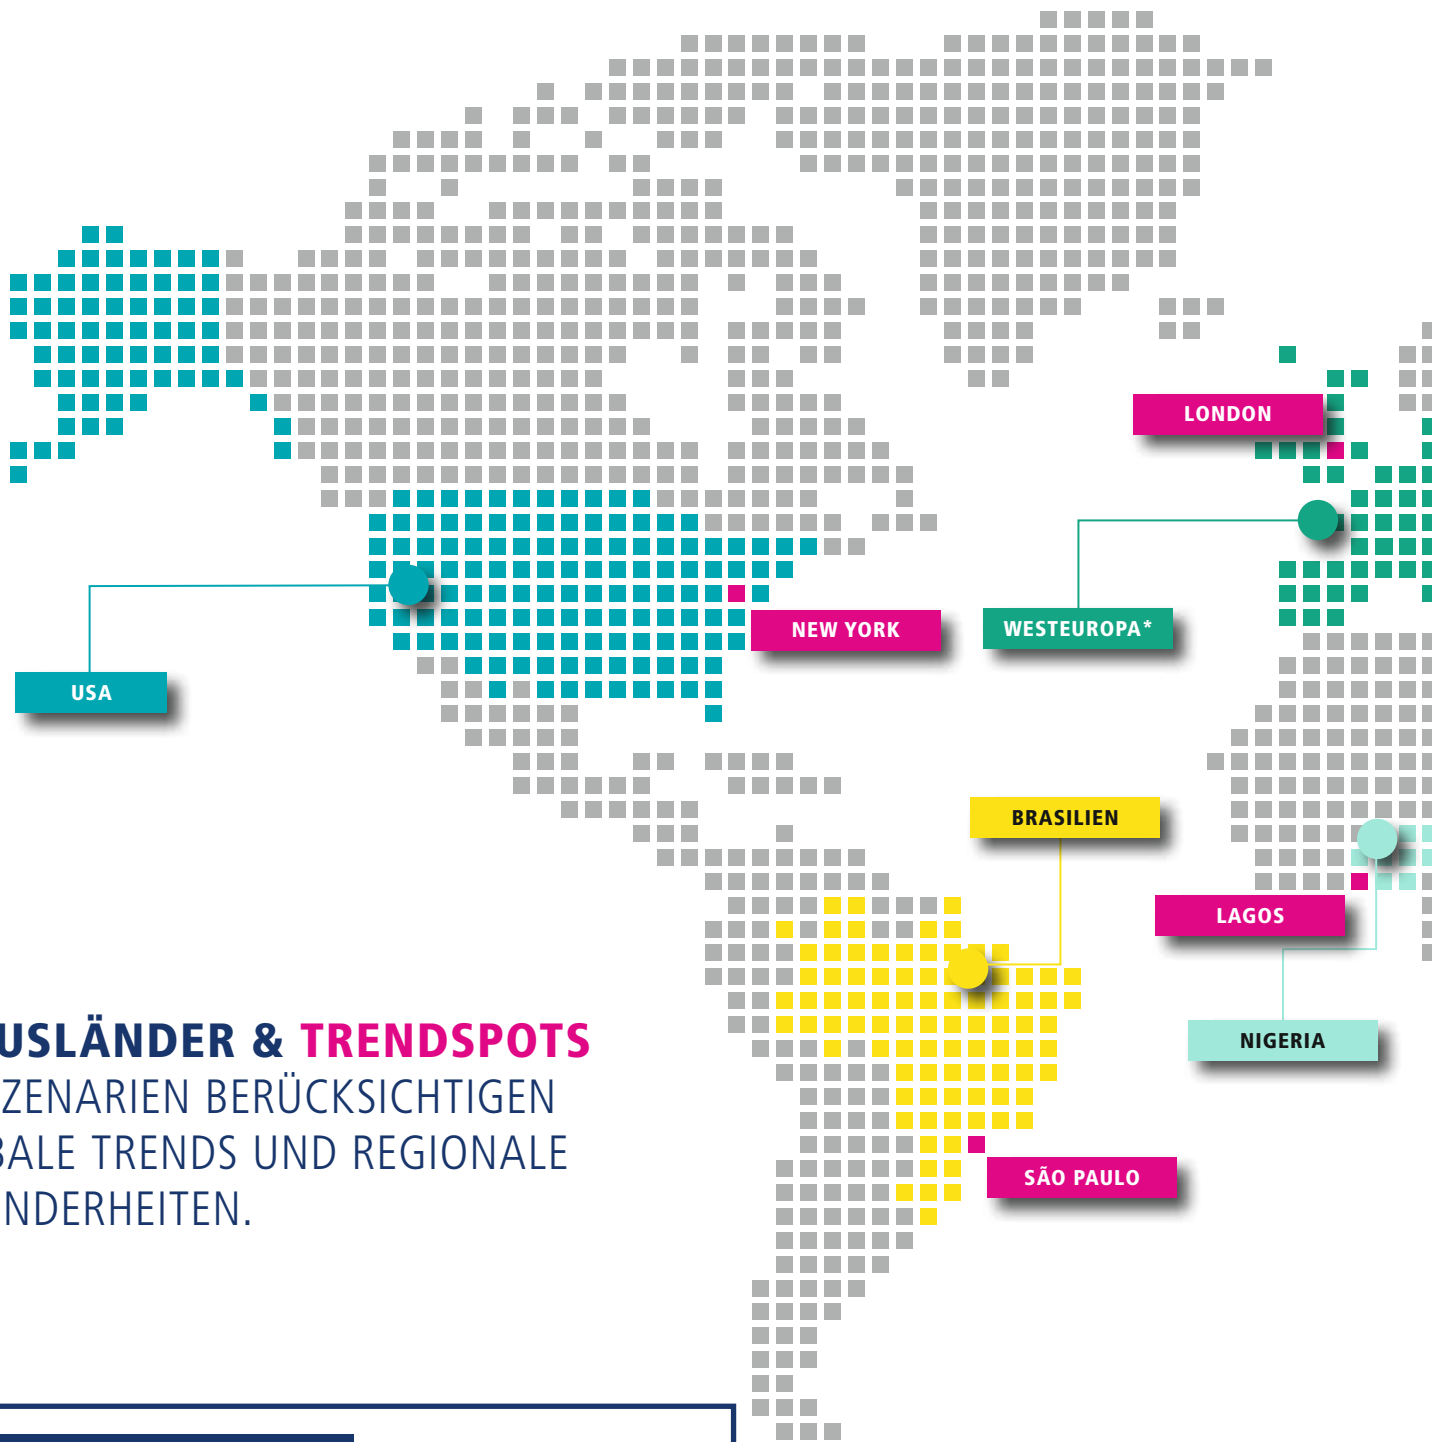 LONDON
NEW YORK
WESTEUROPA*
USA
BRASILIEN
LAGOS
NIGERIA
USLÄNDER & TRENDSPOTS
ZENARIEN BERÜCKSICHTIGEN
BALE TRENDS UND REGIONALE
NDERHEITEN.
SÃO PAULO